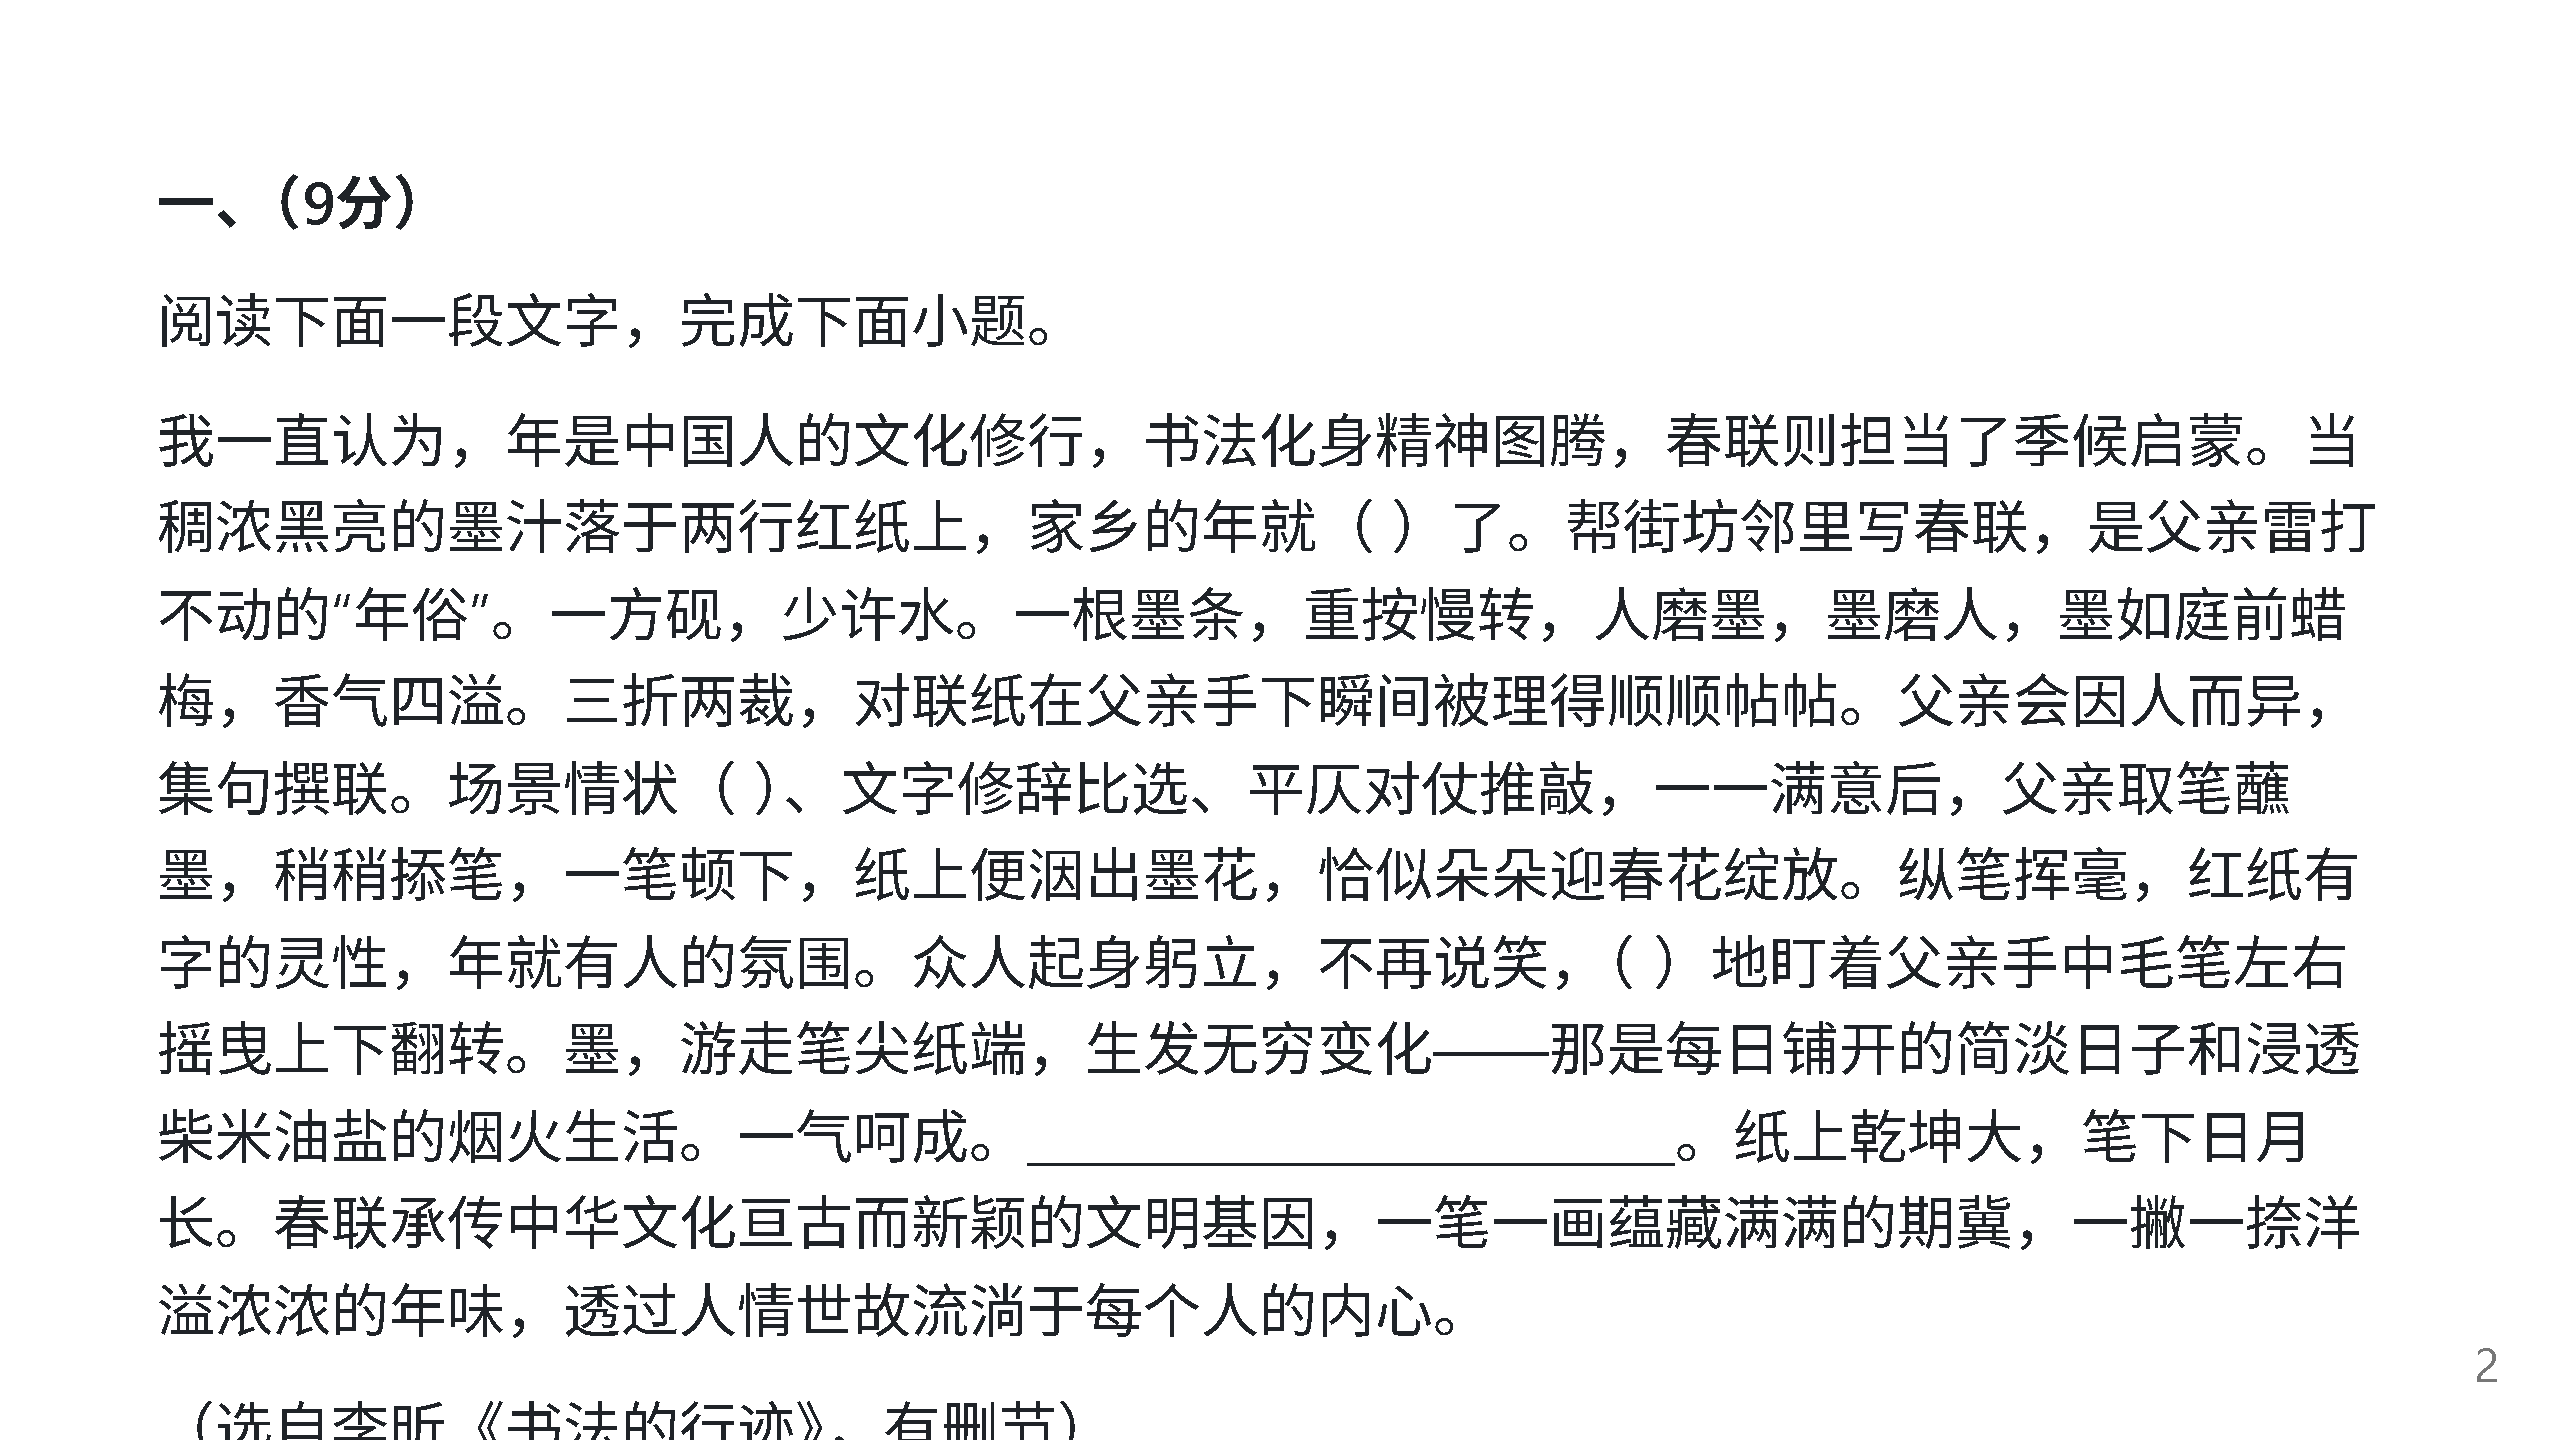 一、（9分）
阅读下面一段文字，完成下面小题。
我一直认为，年是中国人的文化修行，书法化身精神图腾，春联则担当了季候启蒙。当
稠浓黑亮的墨汁落于两行红纸上，家乡的年就（ ）了。帮街坊邻里写春联，是父亲雷打
不动的“年俗”。一方砚，少许水。一根墨条，重按慢转，人磨墨，墨磨人，墨如庭前蜡
梅，香气四溢。三折两裁，对联纸在父亲手下瞬间被理得顺顺帖帖。父亲会因人而异，
集句撰联。场景情状（ ）、文字修辞比选、平仄对仗推敲，一一满意后，父亲取笔蘸
墨，稍稍掭笔，一笔顿下，纸上便洇出墨花，恰似朵朵迎春花绽放。纵笔挥毫，红纸有
字的灵性，年就有人的氛围。众人起身躬立，不再说笑，（ ）地盯着父亲手中毛笔左右
摇曳上下翻转。墨，游走笔尖纸端，生发无穷变化——那是每日铺开的简淡日子和浸透
柴米油盐的烟火生活。一气呵成。________________________。纸上乾坤大，笔下日月
长。春联承传中华文化亘古而新颖的文明基因，一笔一画蕴藏满满的期冀，一撇一捺洋
溢浓浓的年味，透过人情世故流淌于每个人的内心。
（选自李昕《书法的行迹》，有删节）
2